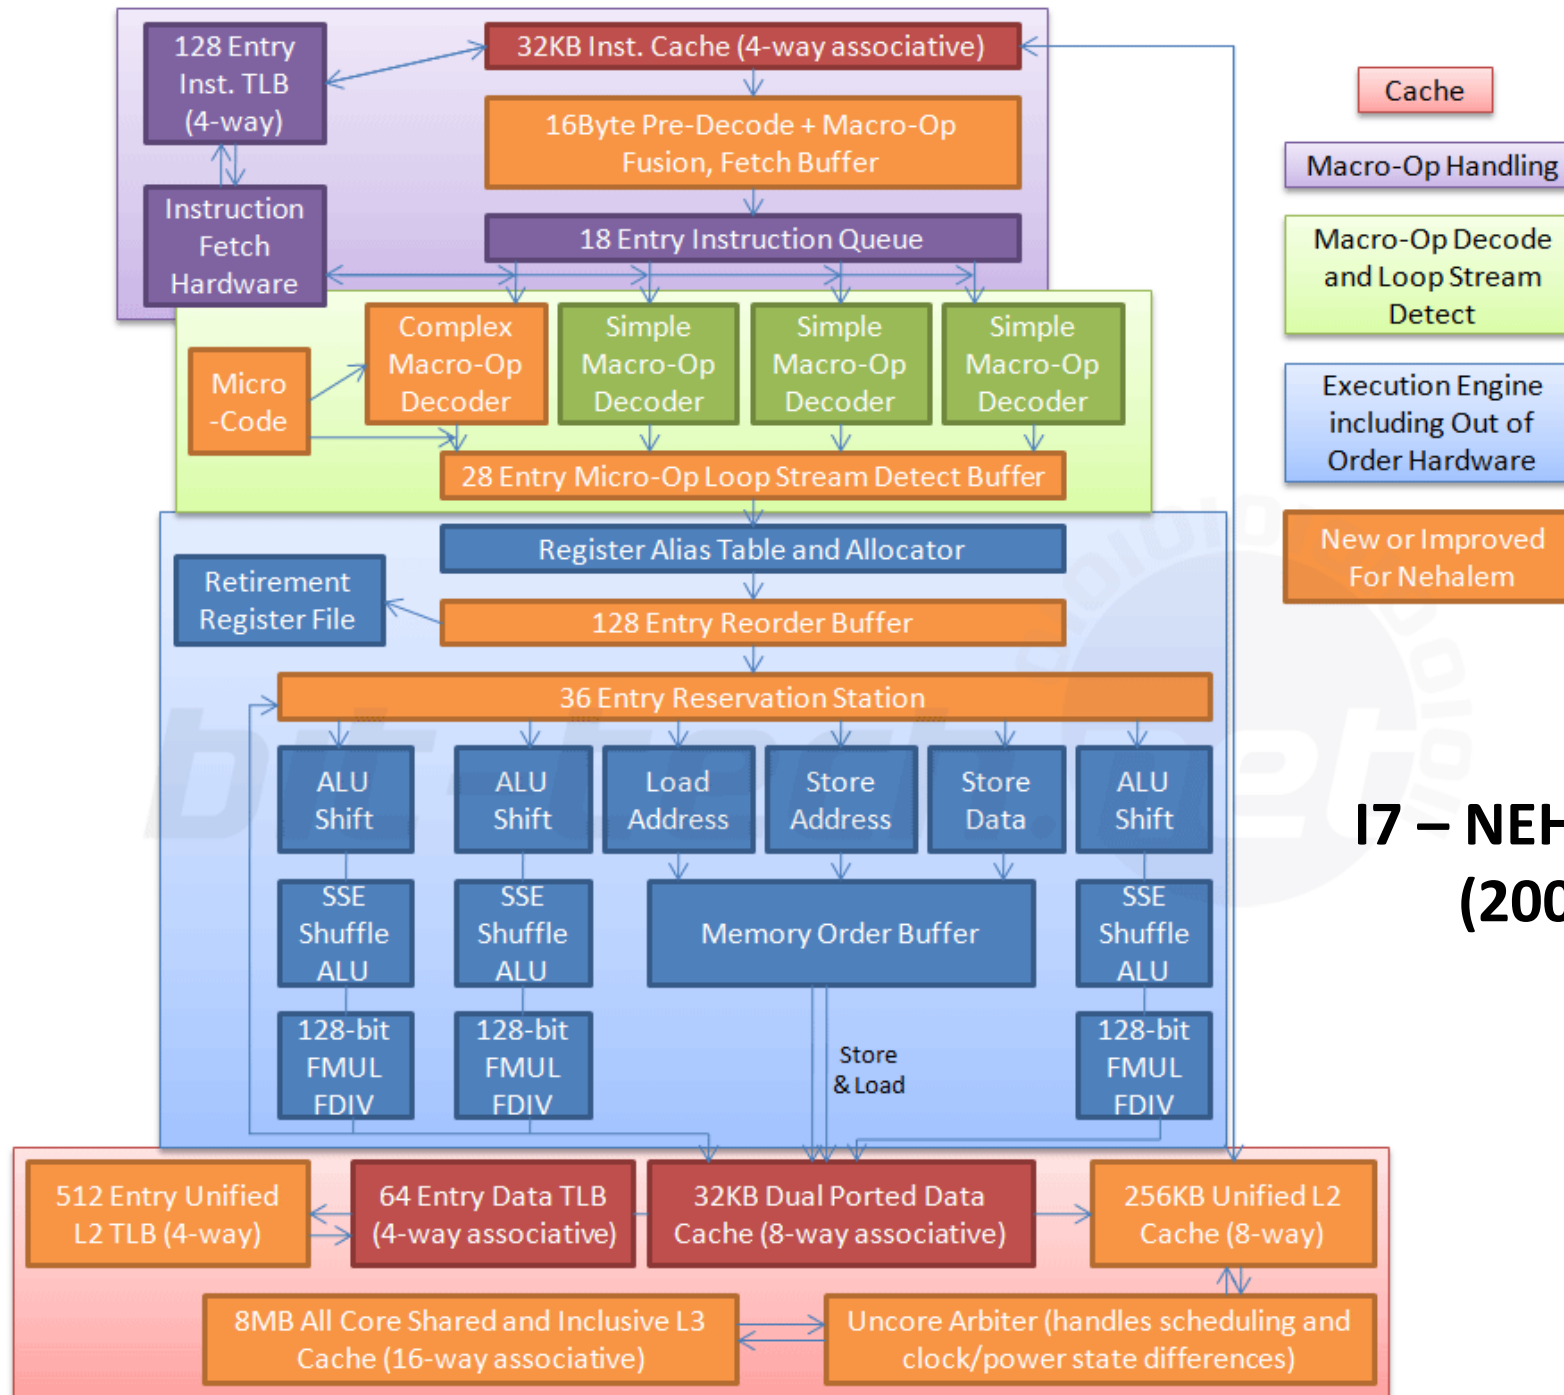 128 Entry
Inst. TLB
(4-way)
32KB Inst. Cache (4-way associative)
16Byte Pre-Decode + Macro-Op
Fusion, Fetch Buffer
Instruction
Fetch
Hardware
18 Entry Instruction Queue
Micro
-Code
Complex
Macro-Op
Decoder
Simple
Macro-Op
Decoder
Simple
Macro-Op
Decoder
Simple
Macro-Op
Decoder
28 Entry Micro-Op Loop Stream Detect Buffer
Register Alias Table and Allocator
Retirement
Register File
128 Entry Reorder Buffer
36 Entry Reservation Station
ALU
Shift
ALU
Shift
Load
Address
Store
Address
Store
Data
ALU
Shift
SSE
Shuffle
ALU
SSE
Shuffle
ALU
Memory Order Buffer
SSE
Shuffle
ALU
128-bit
FMUL
FDIV
128-bit
FMUL
FDIV
Store
& Load
128-bit
FMUL
FDIV
512 Entry Unified
L2 TLB (4-way)
64 Entry Data TLB
(4-way associative)
32KB Dual Ported Data
Cache (8-way associative)
256KB Unified L2
Cache (8-way)
8MB All Core Shared and Inclusive L3
Cache (16-way associative)
Uncore Arbiter (handles scheduling and
clock/power state differences)
Cache
Macro-Op Handling
Macro-Op Decode
and Loop Stream
Detect
Execution Engine
including Out of
Order Hardware
New or Improved
For Nehalem
I7 – NEH
(200
bit-tech.net